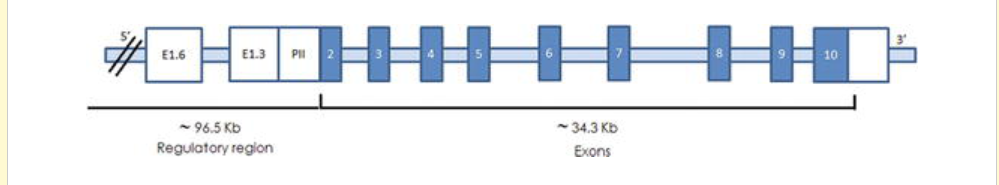 5' 3'
E1.6 E1.3 PII 2 3 4 5 6 7 8 9 10
~ 96.5 Kb ~ 34.3 Kb
Regulatory region Exons